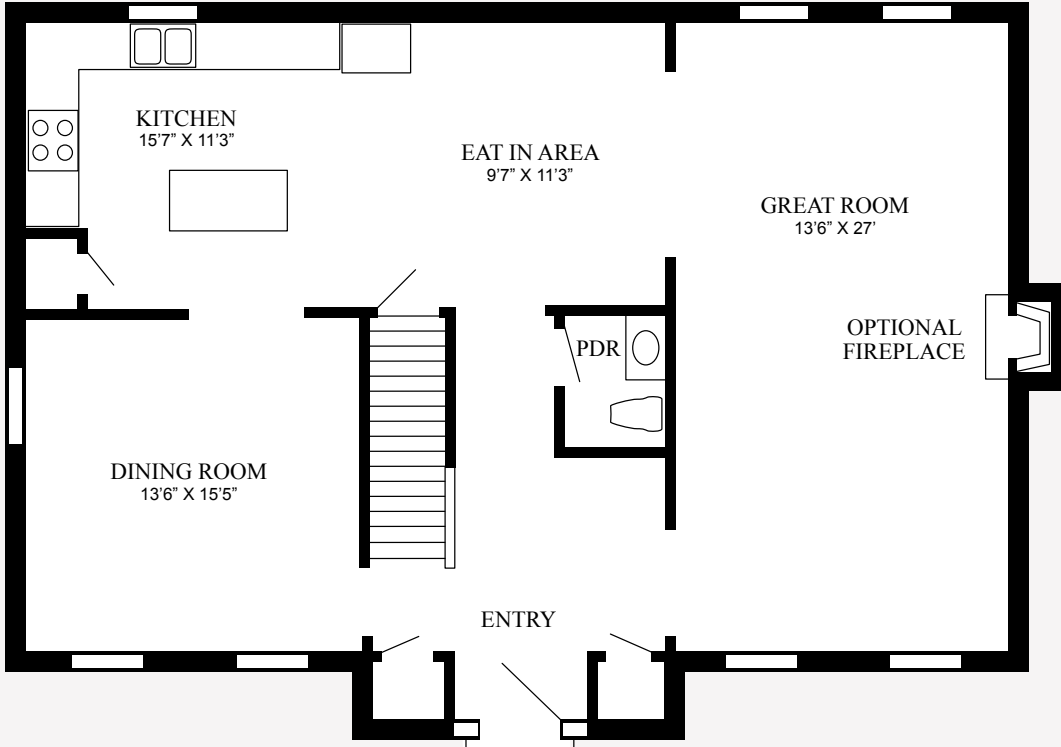 KITCHEN
15’7” X 11’3”
EAT IN AREA
9’7” X 11’3”
GREAT ROOM
13’6” X 27’
OPTIONAL
FIREPLACE
PDR
DINING ROOM
13’6” X 15’5”
ENTRY